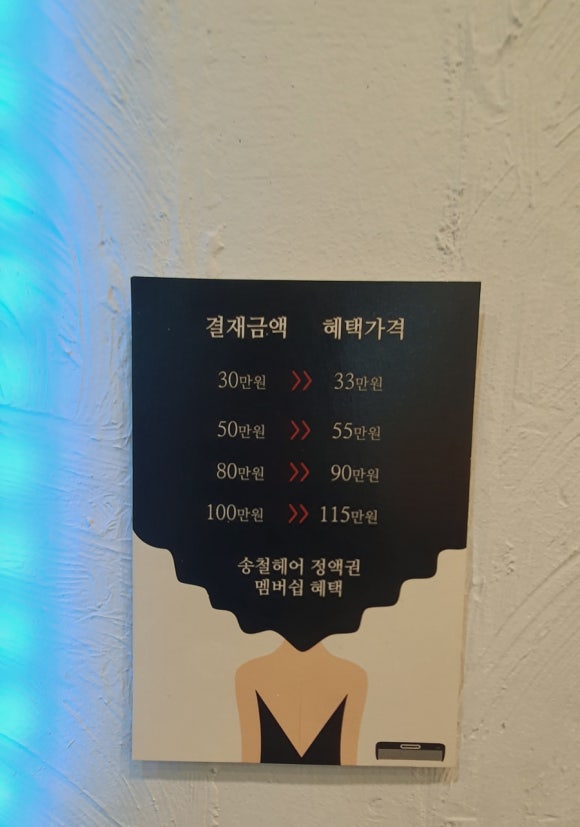 결재금액 혜택가격
30만원 》 33만원
50만원 》 55만원
80만원 》 90만원
100만원 》 115만원
송철헤어 정액권
멤버쉽 혜택